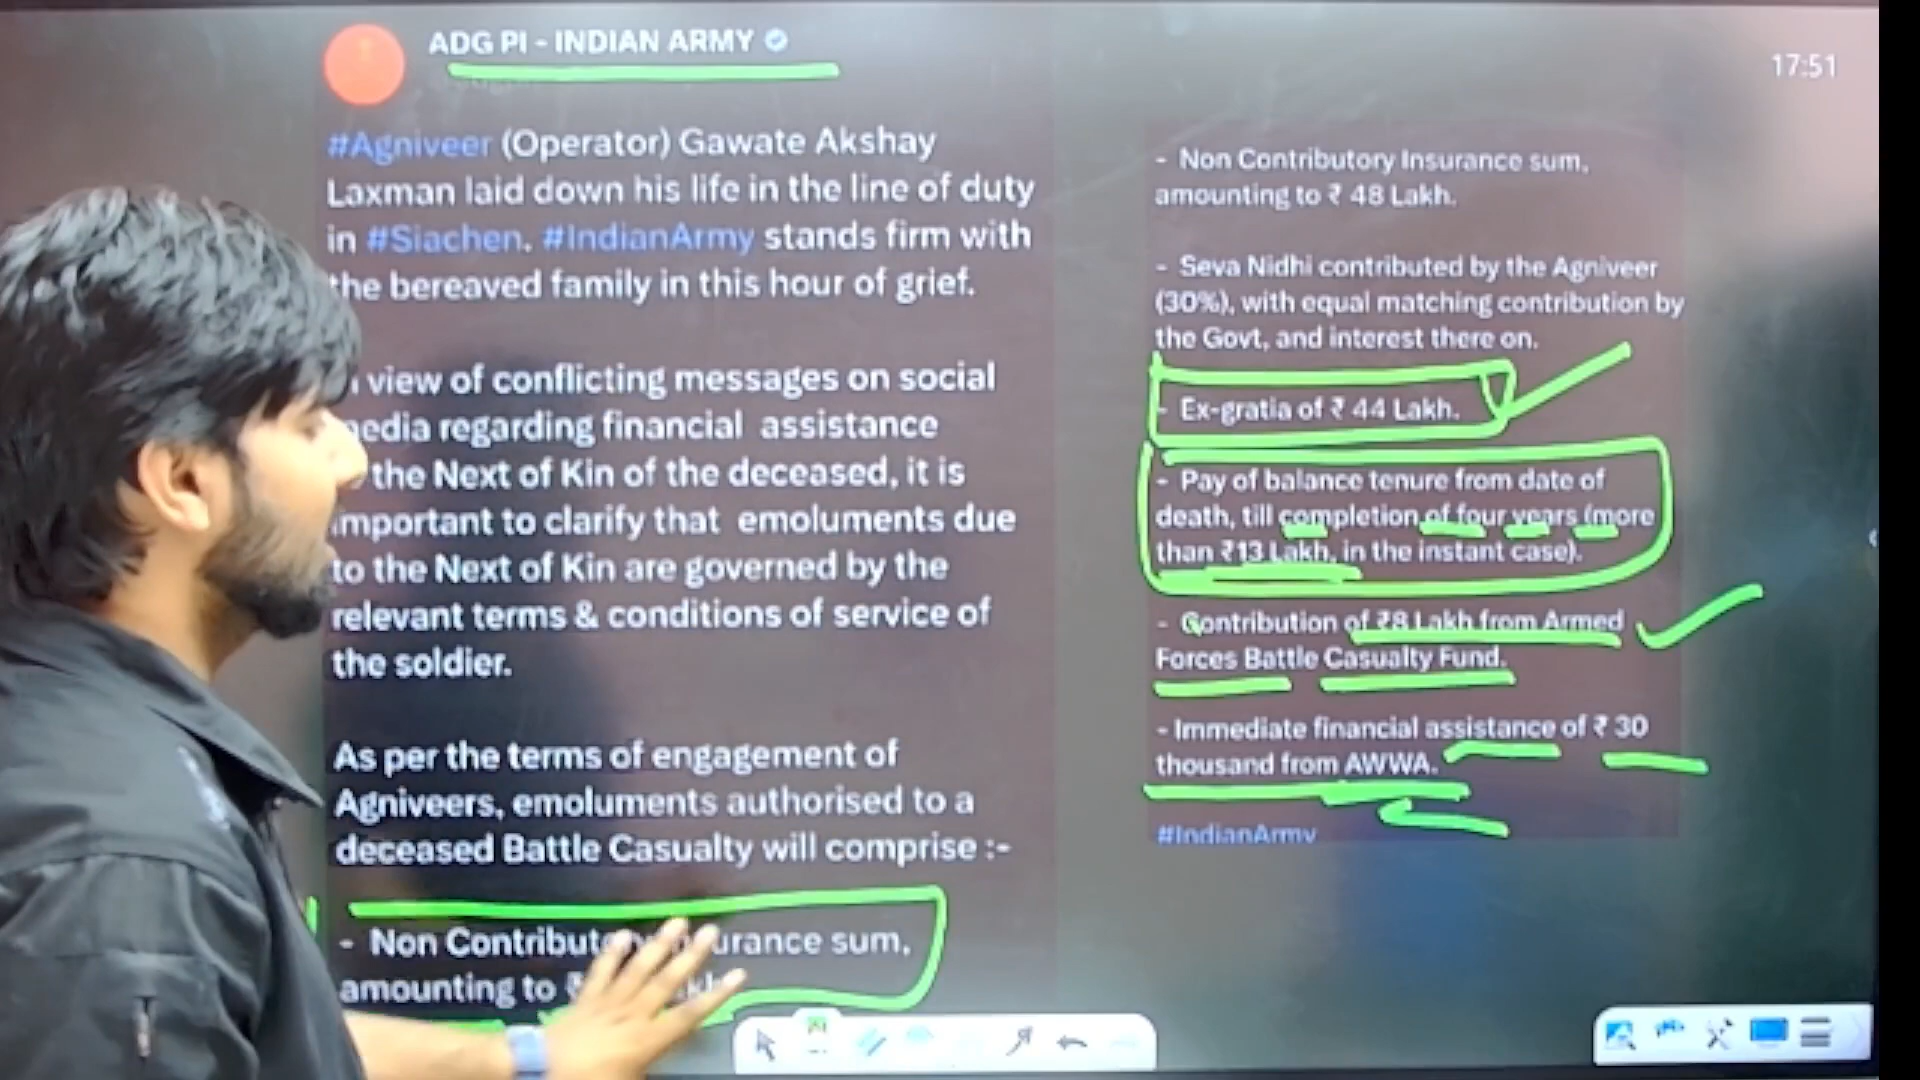 ADG PI - INDIAN ARMY
#Agniveer (Operator) Gawate Akshay
Laxman laid down his life in the line of duty
in #Siachen. #IndianArmy stands firm with
the bereaved family in this hour of grief.
view of conflicting messages on social
media regarding financial assistance
the Next of Kin of the deceased, it is
important to clarify that emoluments due
to the Next of Kin are governed by the
relevant terms & conditions of service of
the soldier.
As per the terms of engagement of
Agniveers, emoluments authorised to a
deceased Battle Casualty will comprise :-
- Non Contributory Insurance sum,
amounting to
17:51
- Non Contributory Insurance sum,
amounting to ₹ 48 Lakh.
- Seva Nidhi contributed by the Agniveer
(30%), with equal matching contribution by
the Govt, and interest there on.
- Ex-gratia of ₹ 44 Lakh.
- Pay of balance tenure from date of
death, till completion of four years (more
than ₹13 Lakh, in the instant case).
- Contribution of ₹8 Lakh from Armed
Forces Battle Casualty Fund.
- Immediate financial assistance of ₹ 30
thousand from AWWA.
#IndianArmy